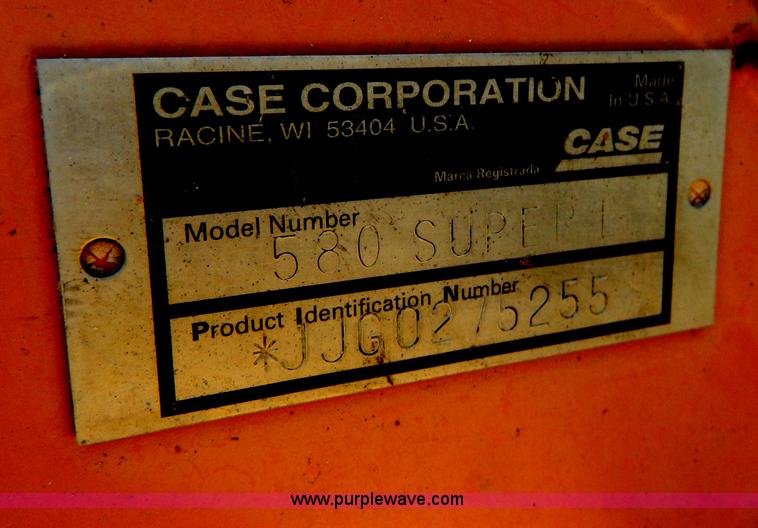 CASE CORPORATION
Made
in U.S.A.
RACINE, WI 53404 U.S.A.
CASE
Marca Registrada
Model Number
580 SUPER L
Product Identification Number
*JJG0275255
www.purplewave.com